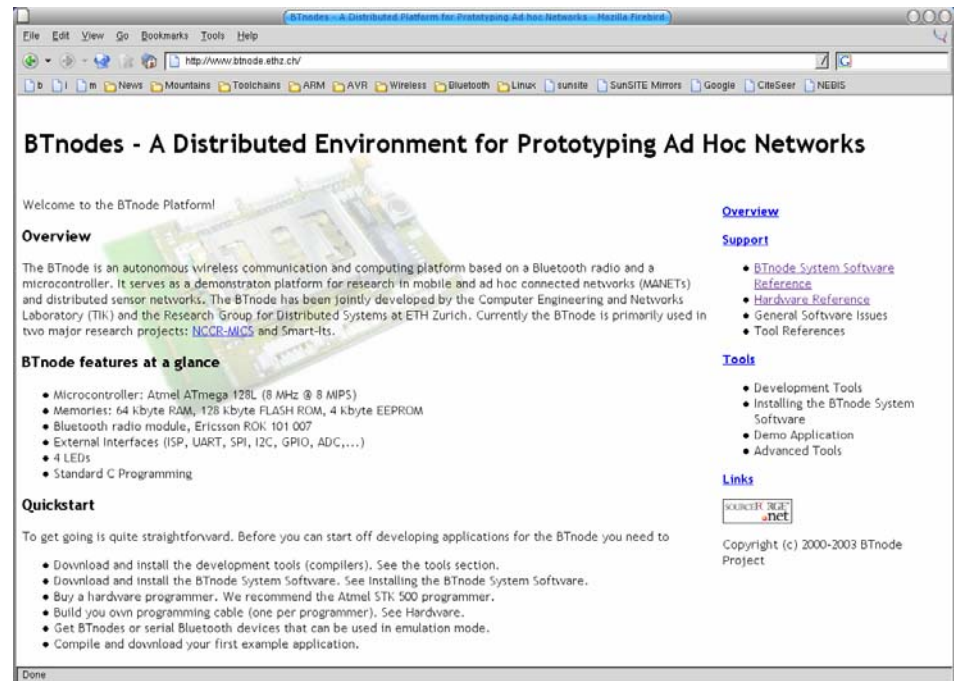 BTnodes - A Distributed Platform for Prototyping Ad hoc Networks - Mozilla Firebird
File Edit View Go Bookmarks Tools Help
http://www.btnode.ethz.ch/
b i m News Mountains Toolchains ARM AVR Wireless Bluetooth Linux sunsite SunSITE Mirrors Google CiteSeer NEBIS
BTnodes - A Distributed Environment for Prototyping Ad Hoc Networks
Welcome to the BTnode Platform!
Overview
The BTnode is an autonomous wireless communication and computing platform based on a Bluetooth radio and a
microcontroller. It serves as a demonstraton platform for research in mobile and ad hoc connected networks (MANETs)
and distributed sensor networks. The BTnode has been jointly developed by the Computer Engineering and Networks
Laboratory (TIK) and the Research Group for Distributed Systems at ETH Zurich. Currently the BTnode is primarily used in
two major research projects: NCCR-MICS and Smart-Its.
BTnode features at a glance
• Microcontroller: Atmel ATmega 128L (8 MHz @ 8 MIPS)
• Memories: 64 Kbyte RAM, 128 Kbyte FLASH ROM, 4 Kbyte EEPROM
• Bluetooth radio module, Ericsson ROK 101 007
• External Interfaces (ISP, UART, SPI, I2C, GPIO, ADC,...)
• 4 LEDs
• Standard C Programming
Quickstart
To get going is quite straightforward. Before you can start off developing applications for the BTnode you need to
• Download and install the development tools (compilers). See the tools section.
• Download and install the BTnode System Software. See Installing the BTnode System Software.
• Buy a hardware programmer. We recommend the Atmel STK 500 programmer.
• Build you own programming cable (one per programmer). See Hardware.
• Get BTnodes or serial Bluetooth devices that can be used in emulation mode.
• Compile and download your first example application.
Overview
Support
• BTnode System Software
Reference
• Hardware Reference
• General Software Issues
• Tool References
Tools
• Development Tools
• Installing the BTnode System
Software
• Demo Application
• Advanced Tools
Links
SOURCEFORGE
.net
Copyright (c) 2000-2003 BTnode
Project
Done